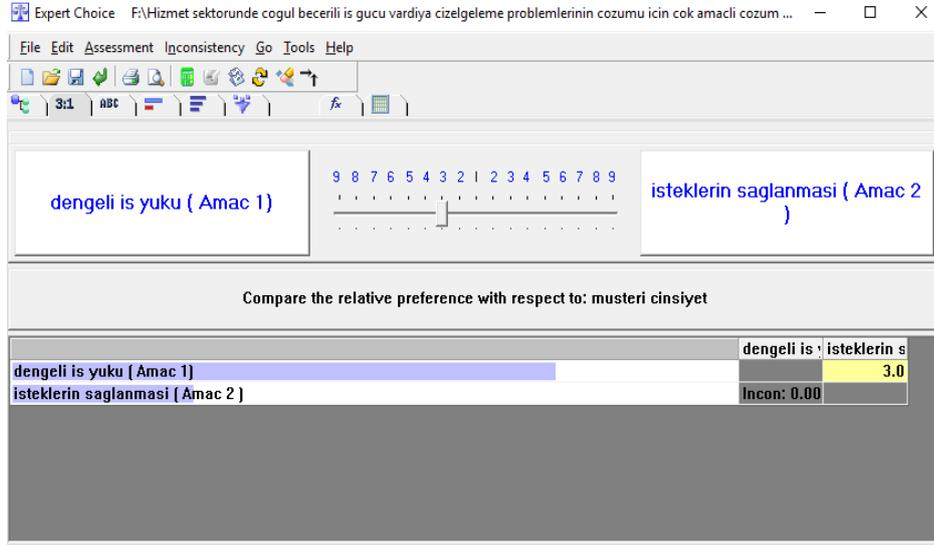 Expert Choice F:\Hizmet sektorunde cogul becerili is gucu vardiya cizelgeleme problemlerinin cozumu icin cok amacli cozum ...
File Edit Assessment Inconsistency Go Tools Help
3:1 ABC fx
9 8 7 6 5 4 3 2 | 2 3 4 5 6 7 8 9
dengeli is yuku ( Amac 1)
isteklerin saglanmasi ( Amac 2
)
Compare the relative preference with respect to: musteri cinsiyet
dengeli is isteklerin s
dengeli is yuku ( Amac 1) 3.0
isteklerin saglanmasi ( Amac 2 ) Incon: 0.00